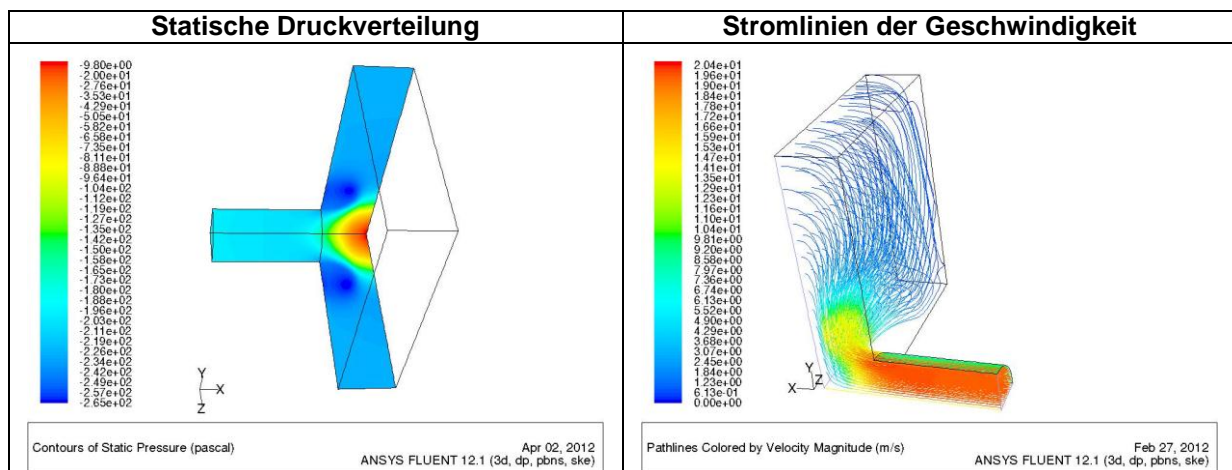 Statische Druckverteilung
Stromlinien der Geschwindigkeit
-9.80e+00
-2.00e+01
-2.76e+01
-3.53e+01
-4.29e+01
-5.05e+01
-5.82e+01
-6.58e+01
-7.35e+01
-8.11e+01
-8.88e+01
-9.64e+01
-1.04e+02
-1.12e+02
-1.19e+02
-1.27e+02
-1.35e+02
-1.42e+02
-1.50e+02
-1.58e+02
-1.65e+02
-1.73e+02
-1.80e+02
-1.88e+02
-1.96e+02
-2.03e+02
-2.11e+02
-2.19e+02
-2.26e+02
-2.34e+02
-2.42e+02
-2.49e+02
-2.57e+02
-2.65e+02
Y
X
Z
Contours of Static Pressure (pascal)
Apr 02, 2012
ANSYS FLUENT 12.1 (3d, dp, pbns, ske)
2.04e+01
1.96e+01
1.90e+01
1.84e+01
1.78e+01
1.72e+01
1.66e+01
1.59e+01
1.53e+01
1.47e+01
1.41e+01
1.35e+01
1.29e+01
1.23e+01
1.16e+01
1.10e+01
1.04e+01
9.81e+00
9.20e+00
8.58e+00
7.97e+00
7.36e+00
6.74e+00
6.13e+00
5.52e+00
4.90e+00
4.29e+00
3.68e+00
3.07e+00
2.45e+00
1.84e+00
1.23e+00
6.13e-01
0.00e+00
Y
X
Z
Pathlines Colored by Velocity Magnitude (m/s)
Feb 27, 2012
ANSYS FLUENT 12.1 (3d, dp, pbns, ske)